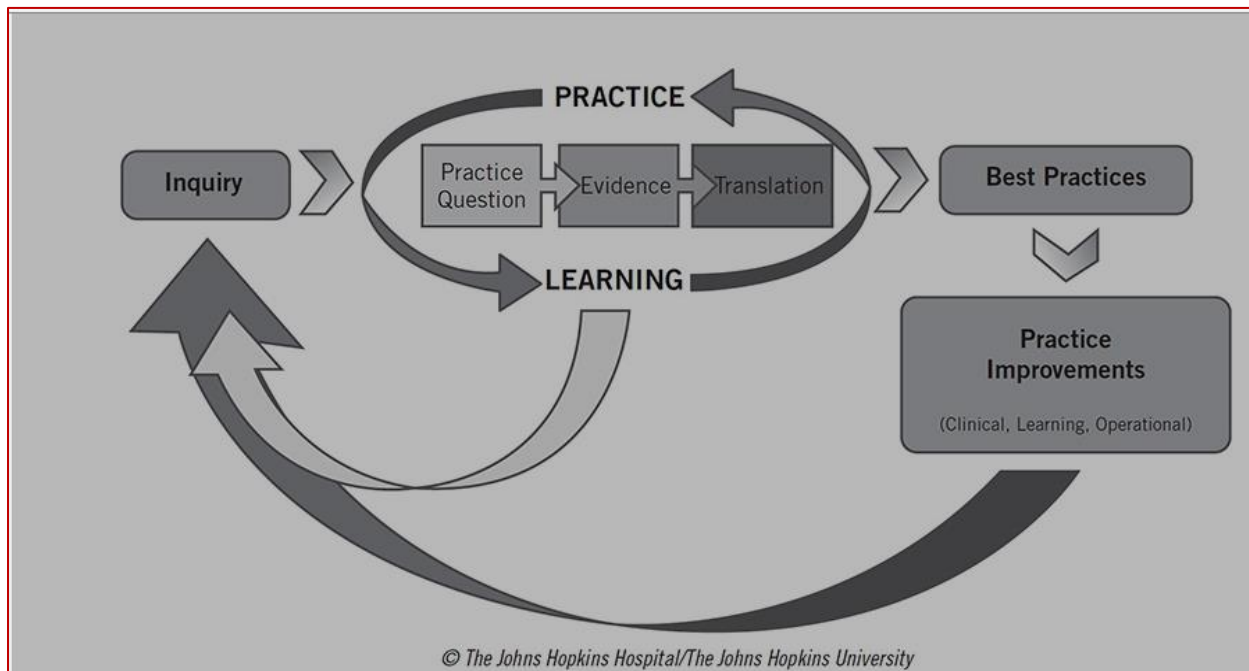 PRACTICE
Inquiry
Practice
Question
Evidence
Translation
Best Practices
LEARNING
Practice
Improvements
(Clinical, Learning, Operational)
© The Johns Hopkins Hospital/The Johns Hopkins University